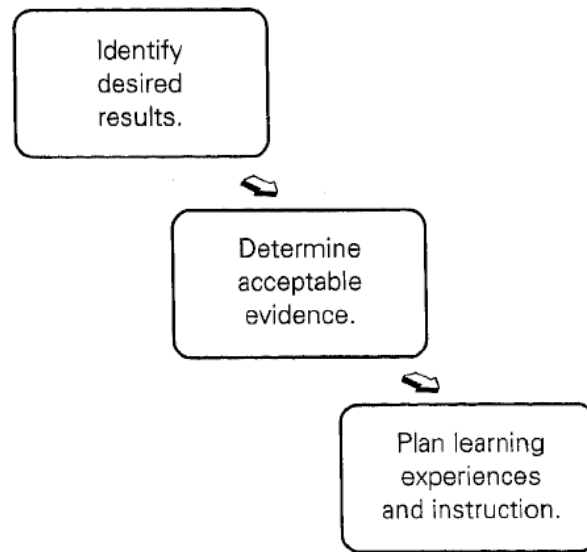 Identify
desired
results.
Determine
acceptable
evidence.
Plan learning
experiences
and instruction.